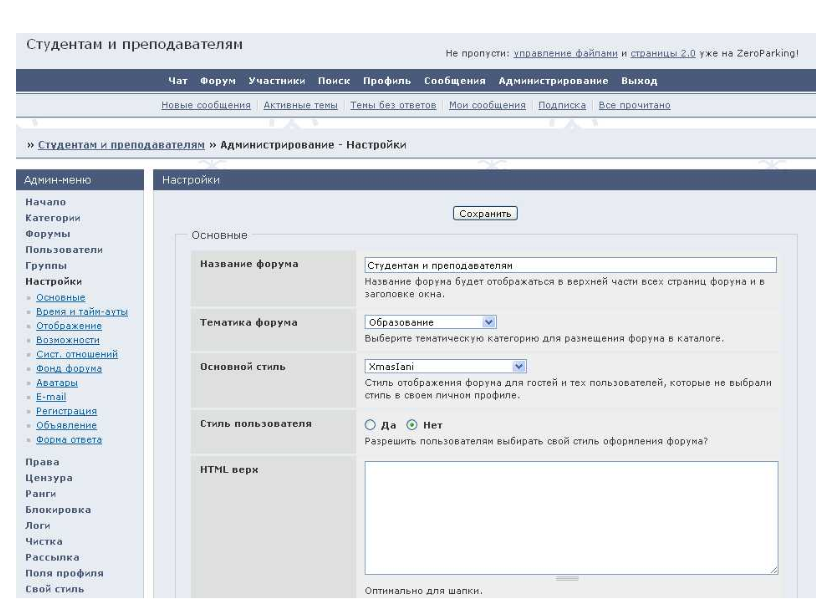 Студентам и преподавателям
Не пропусти: управление файлами и страницы 2.0 уже на ZeroParking!
Чат Форум Участники Поиск Профиль Сообщения Администрирование Выход
Новые сообщения Активные темы Темы без ответов Мои сообщения Подписка Все прочитано
» Студентам и преподавателям » Администрирование - Настройки
Админ-меню
Начало
Категории
Форумы
Пользователи
Группы
Настройки
Основные
Время и тайм-ауты
Отображение
Возможности
Сист. отношений
Фонд форума
Аватары
E-mail
Регистрация
Объявление
Форма ответа
Права
Цензура
Ранги
Блокировка
Логи
Чистка
Рассылка
Поля профиля
Свой стиль
Настройки
Сохранить
Основные
Название форума
Студентам и преподавателям
Название форума будет отображаться в верхней части всех страниц форума и в
заголовке окна.
Тематика форума
Образование
Выберите тематическую категорию для размещения форума в каталоге.
Основной стиль
XmasIani
Стиль отображения форума для гостей и тех пользователей, которые не выбрали
стиль в своем личном профиле.
Стиль пользователя
Да Нет
Разрешить пользователям выбирать свой стиль оформления форума?
HTML верх
Оптимально для шапки.